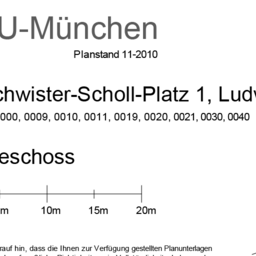 U-München
Planstand 11-2010
chwister-Scholl-Platz 1, Ludv
000, 0009, 0010, 0011, 0019, 0020, 0021, 0030, 0040
eschoss
m 10m 15m 20m
rauf hin, dass die Ihnen zur Verfügung gestellten Planunterlagen